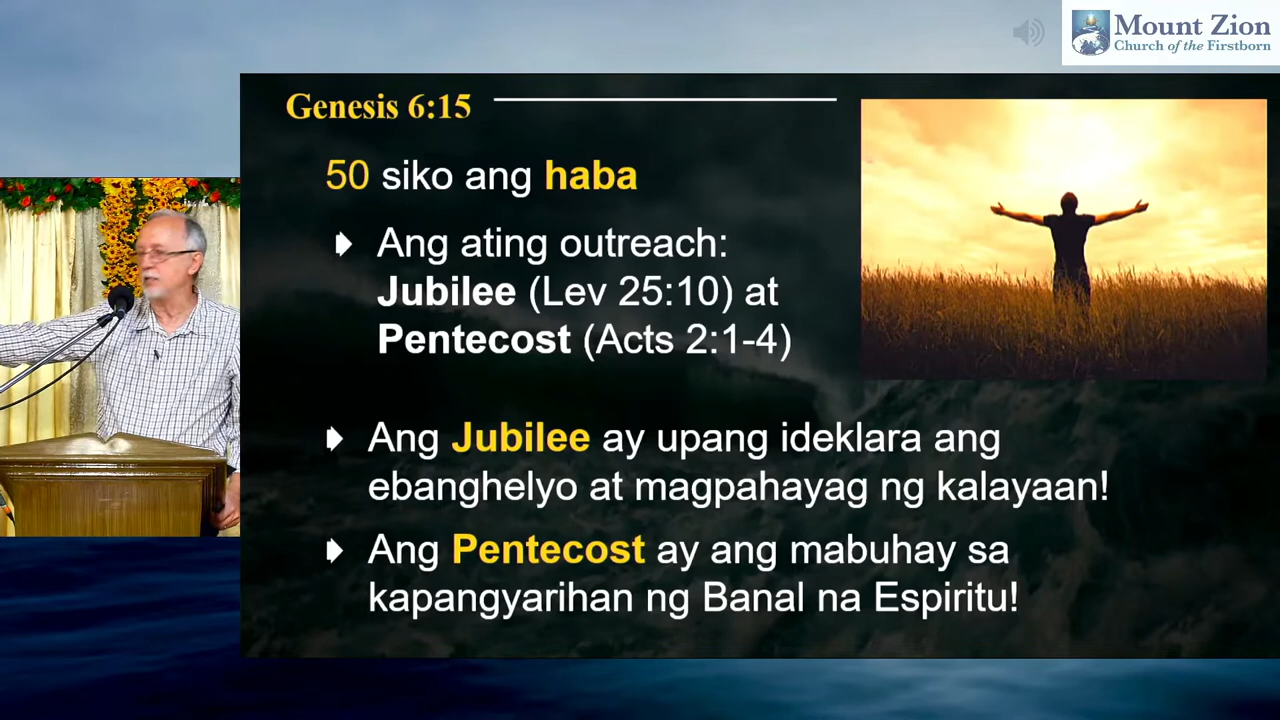 Mount Zion
Church of the Firstborn
Genesis 6:15
50 siko ang haba
Ang ating outreach:
Jubilee (Lev 25:10) at
Pentecost (Acts 2:1-4)
Ang Jubilee ay upang ideklara ang
ebanghelyo at magpahayag ng kalayaan!
Ang Pentecost ay ang mabuhay sa
kapangyarihan ng Banal na Espiritu!